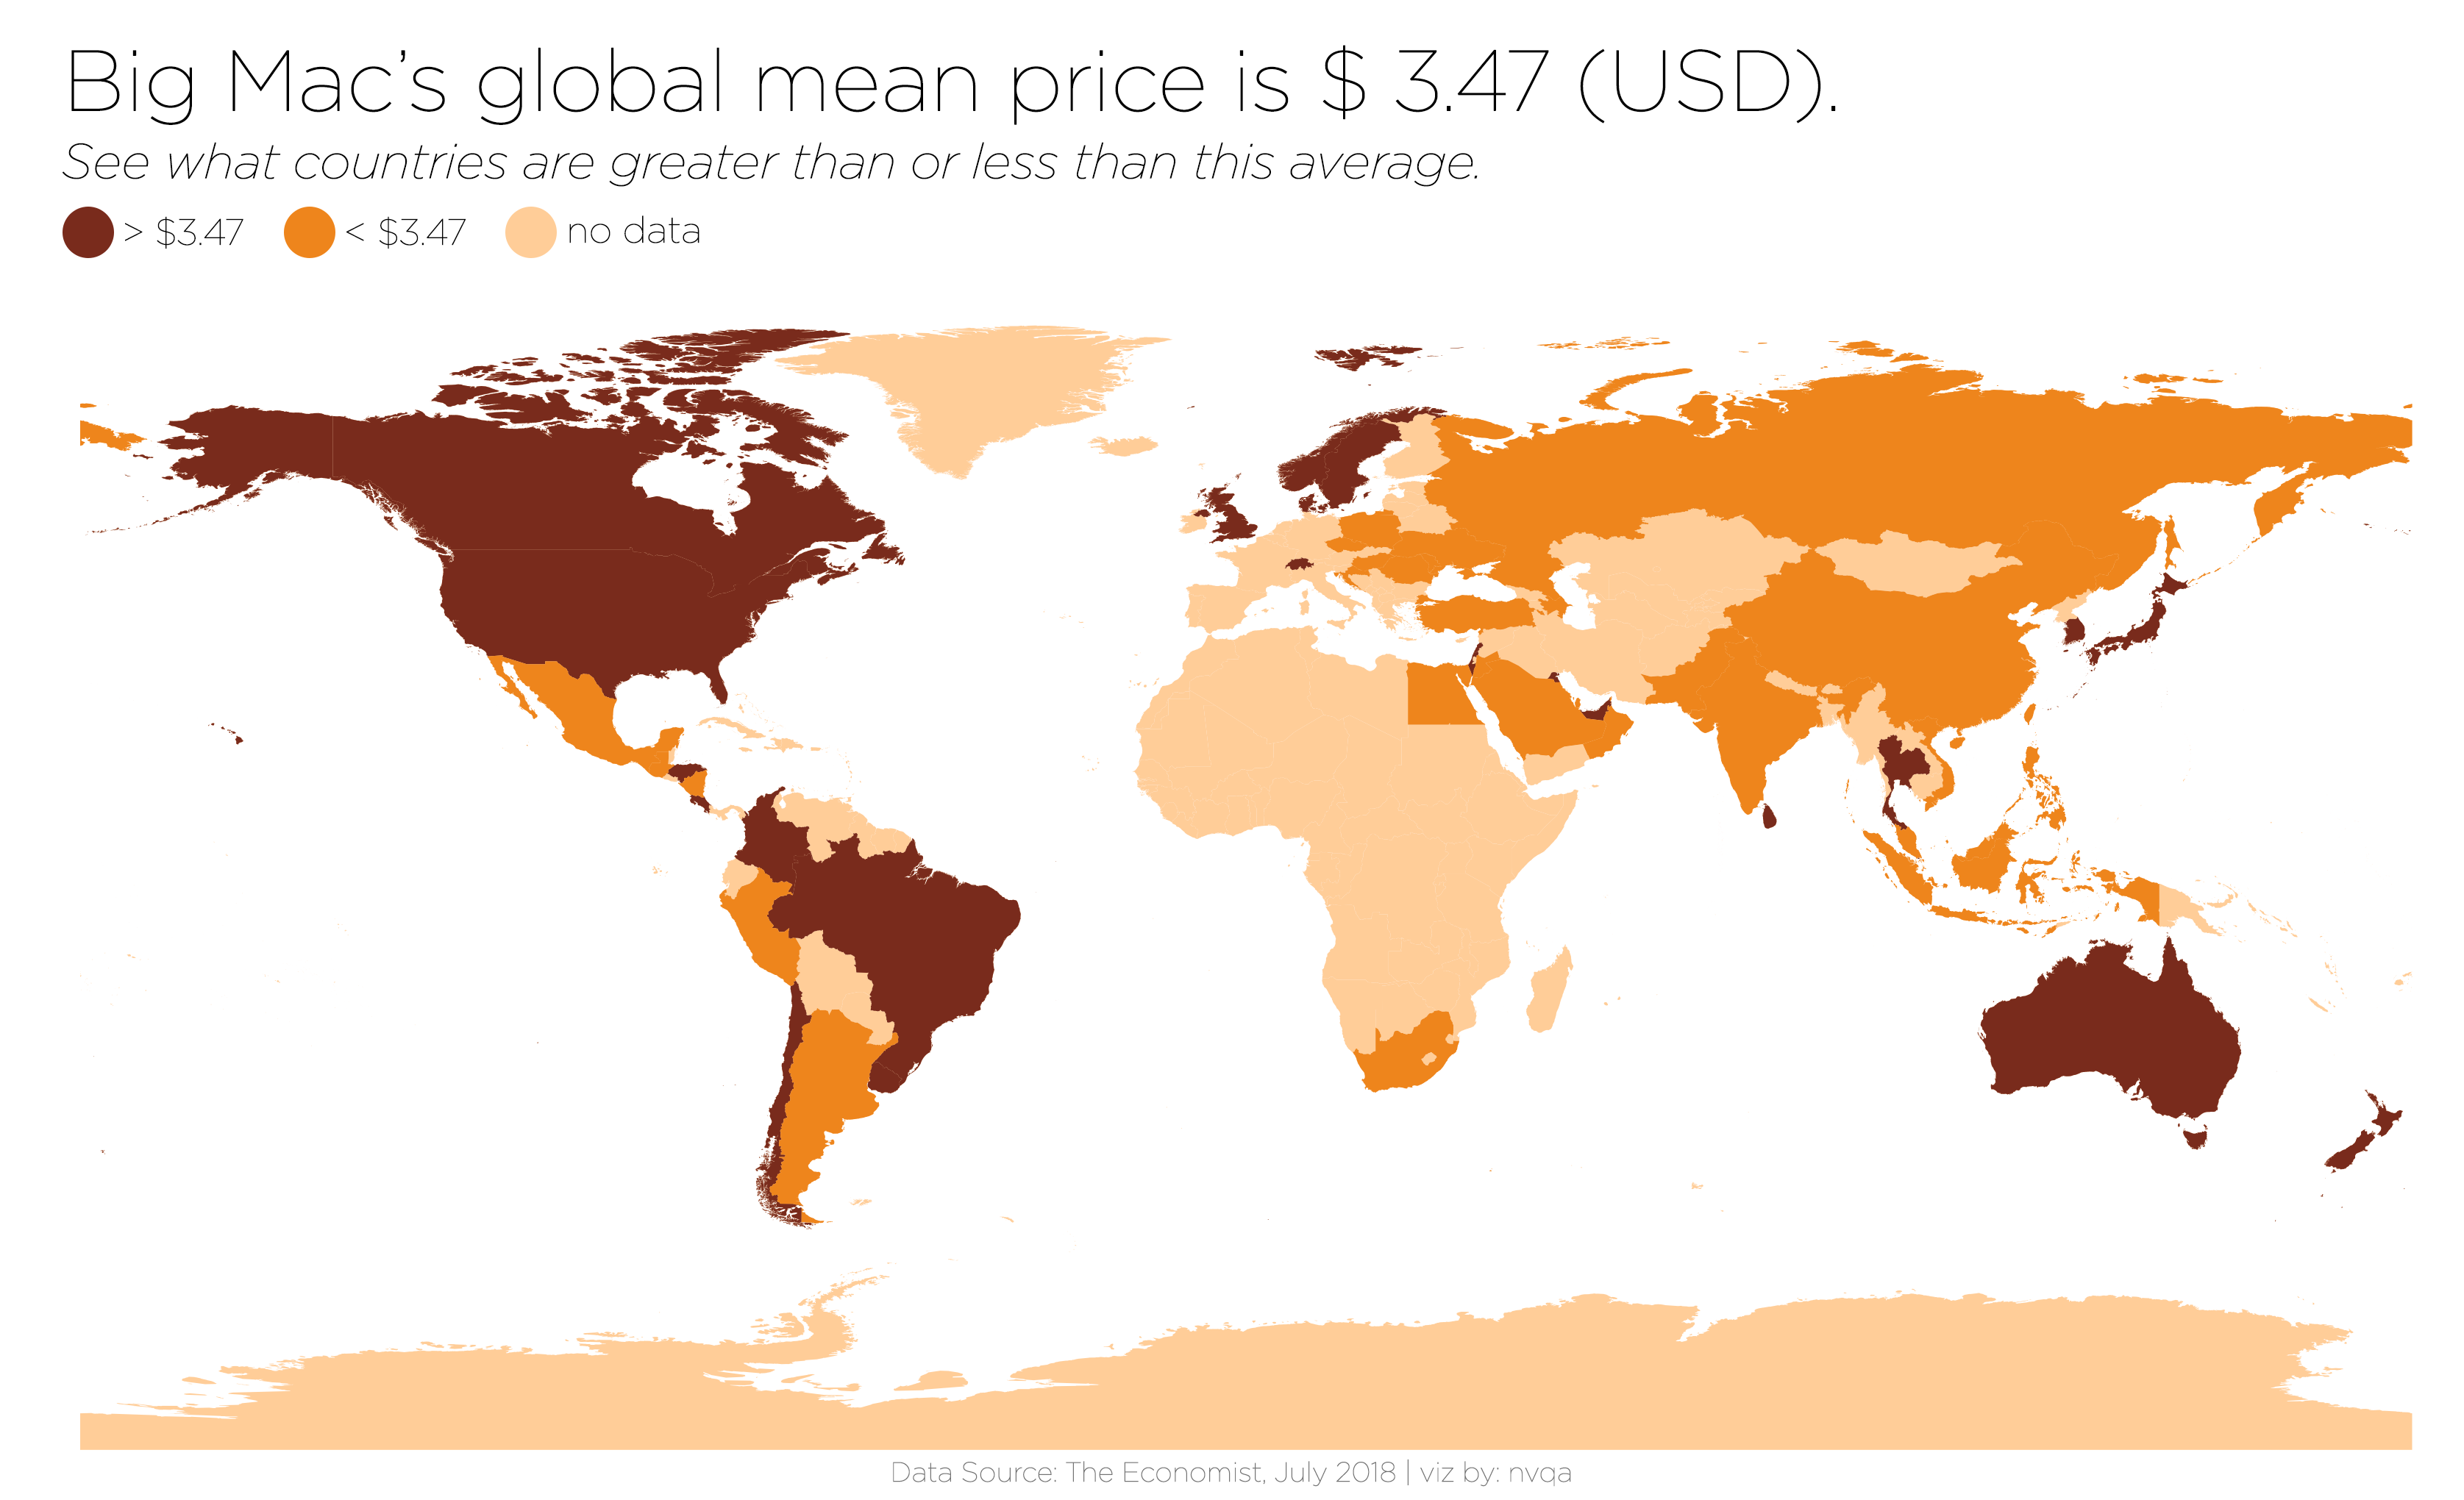 Big Mac’s global mean price is $ 3.47 (USD).
See what countries are greater than or less than this average.
> $3.47 < $3.47 no data
Data Source: The Economist, July 2018 | viz by: nvqa